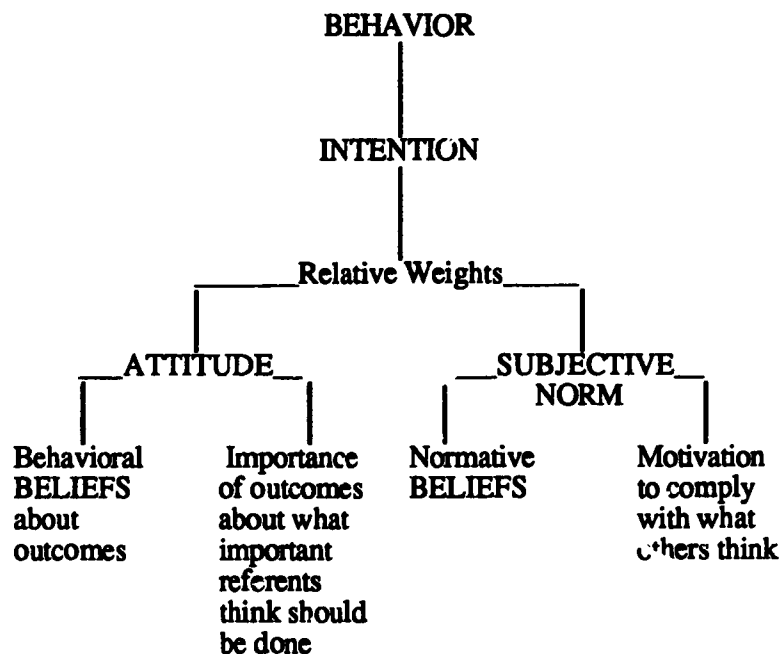 BEHAVIOR
INTENTION
Relative Weights
ATTITUDE
SUBJECTIVE
NORM
Behavioral
BELIEFS
about
outcomes
Importance
of outcomes
about what
important
referents
think should
be done
Normative
BELIEFS
Motivation
to comply
with what
others think